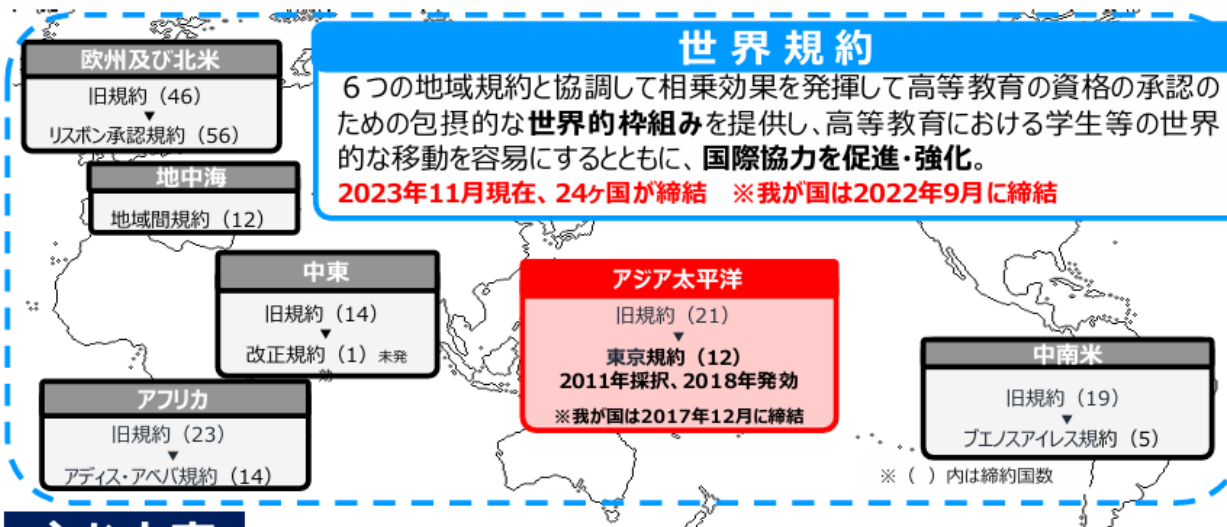 世界規約
６つの地域規約と協調して相乗効果を発揮して高等教育の資格の承認の
ための包摂的な世界的枠組みを提供し、高等教育における学生等の世界
的な移動を容易にするとともに、国際協力を促進・強化。
2023年11月現在、24ヶ国が締結　※我が国は2022年9月に締結
欧州及び北米
旧規約（46）
▼
リスボン承認規約（56）
地中海
地域間規約（12）
中東
旧規約（14）
▼
改正規約（1）未発
効
アフリカ
旧規約（23）
▼
アディス・アベバ規約（14）
アジア太平洋
旧規約（21）
▼
東京規約（12）
2011年採択、2018年発効
※我が国は2017年12月に締結
中南米
旧規約（19）
▼
ブエノスアイレス規約（5）
※（ ）内は締約国数